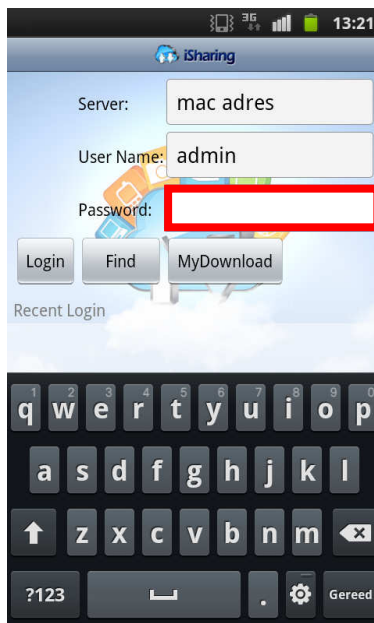 3G 13:21
iSharing
Server: mac adres
User Name: admin
Password:
Login Find MyDownload
Recent Login
1 2 3 4 5 6 7 8 9 0
q w e r t y u i o p
a s d f g h j k l
z x c v b n m
?123 . Gereed